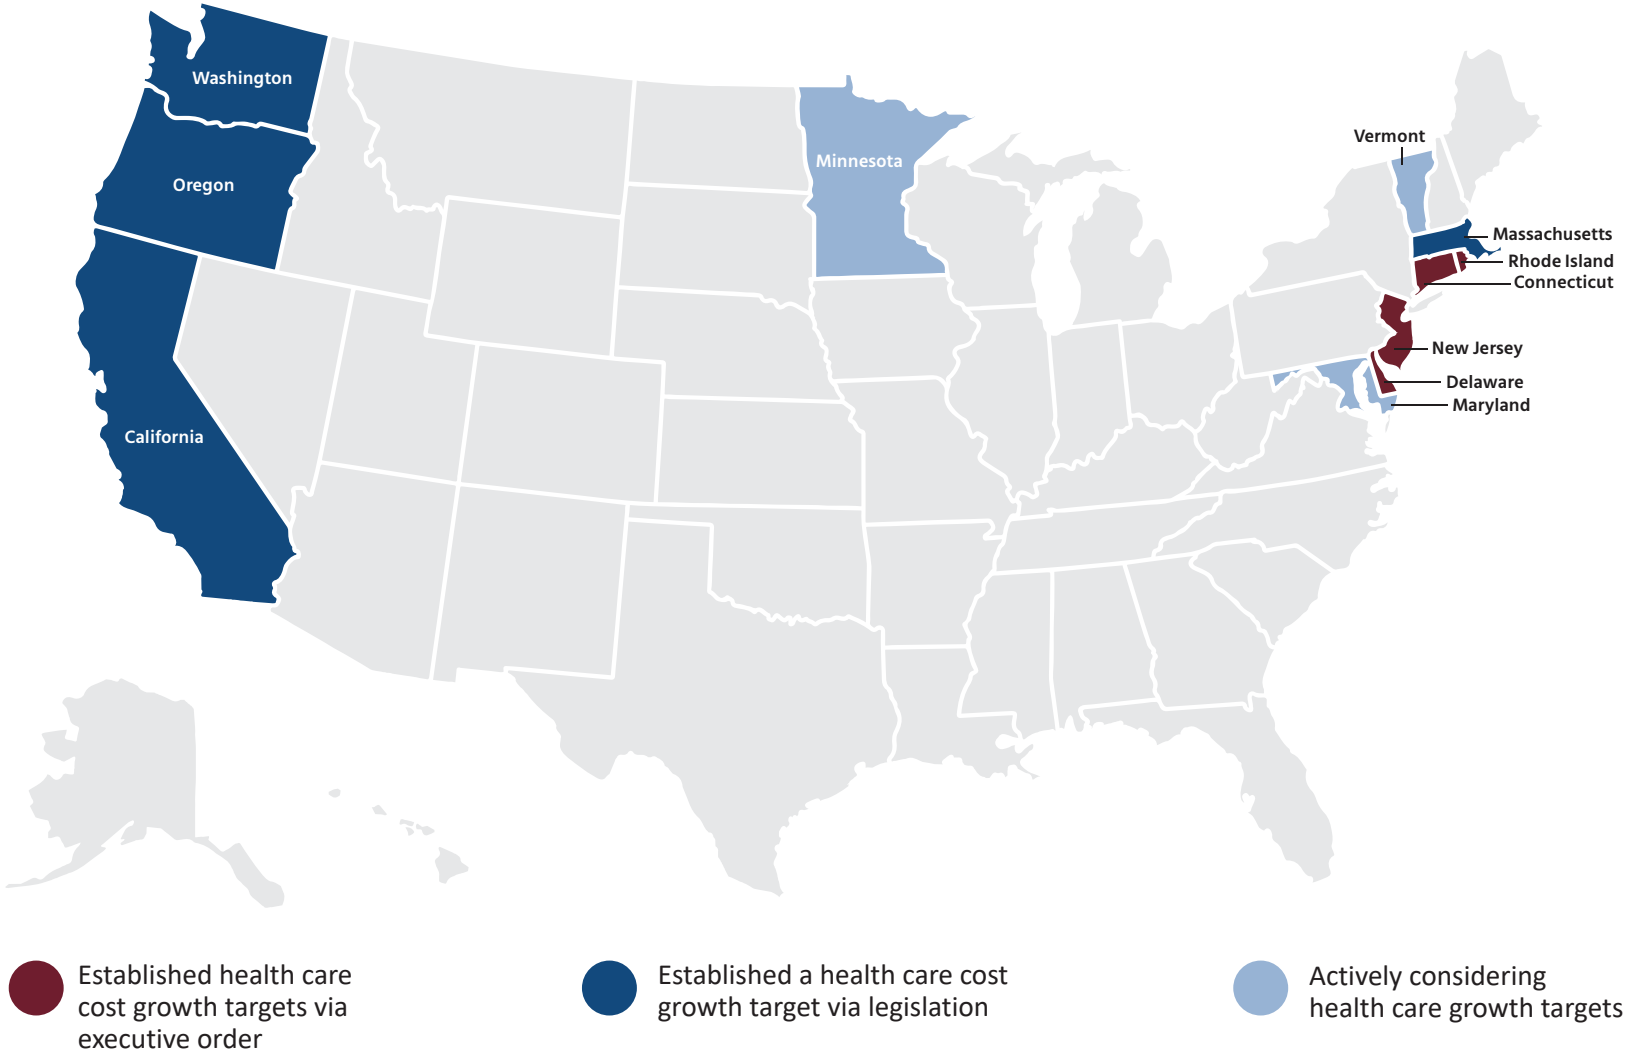 Washington
Oregon
California
Minnesota
Vermont
Massachusetts
Rhode Island
Connecticut
New Jersey
Delaware
Maryland
Established health care
cost growth targets via
executive order
Established a health care cost
growth target via legislation
Actively considering
health care growth targets